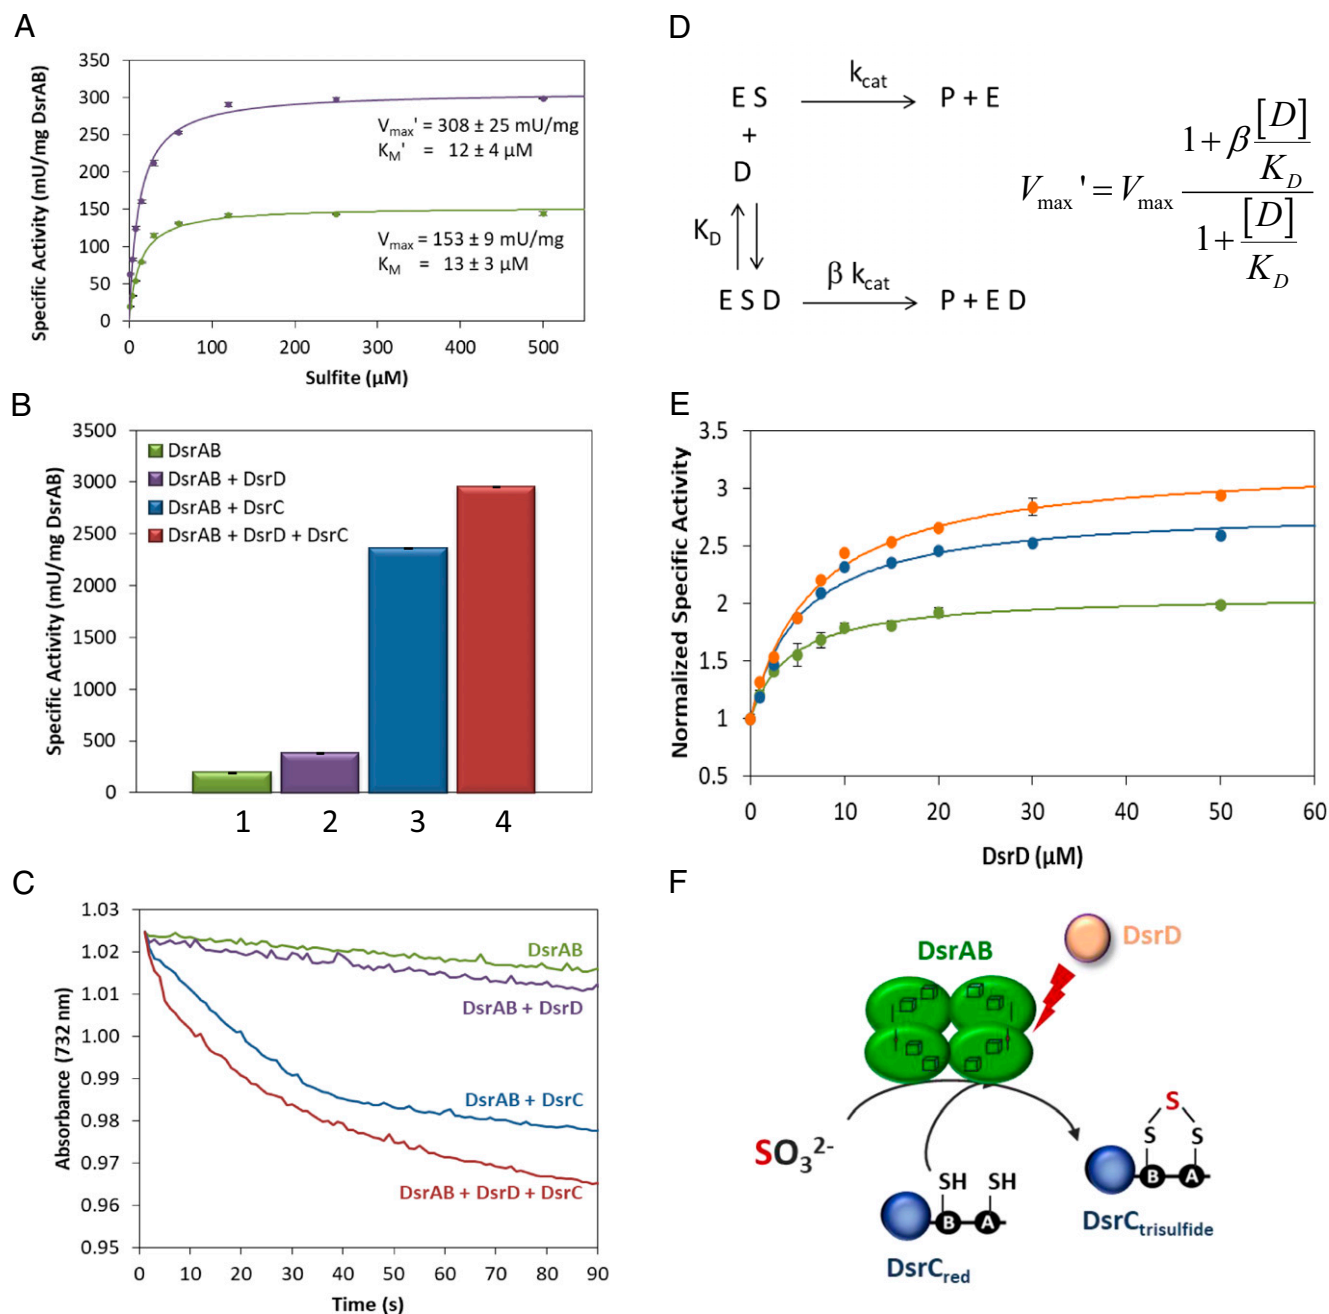 A
350
300
250
200
150
100
50
0
Specific Activity (mU/mg DsrAB)
Vmax' = 308 ± 25 mU/mg
KM' = 12 ± 4 µM
Vmax = 153 ± 9 mU/mg
KM = 13 ± 3 µM
0 100 200 300 400 500
Sulfite (µM)
B
3500
3000
2500
2000
1500
1000
500
0
Specific Activity (mU/mg DsrAB)
DsrAB
DsrAB + DsrD
DsrAB + DsrC
DsrAB + DsrD + DsrC
1 2 3 4
C
1.03
1.02
1.01
1.00
0.99
0.98
0.97
0.96
0.95
Absorbance (732 nm)
DsrAB
DsrAB + DsrD
DsrAB + DsrC
DsrAB + DsrD + DsrC
0 10 20 30 40 50 60 70 80 90
Time (s)
D
E S kcat P + E
+
D
KD
E S D β kcat P + E D
Vmax' = Vmax (1 + β [D]/KD) / (1 + [D]/KD)
E
3.5
3
2.5
2
1.5
1
0.5
Normalized Specific Activity
0 10 20 30 40 50 60
DsrD (µM)
F
DsrD
DsrAB
SO₃²⁻
SH SH
B A
DsrCred
S
S S
B A
DsrCtrisulfide